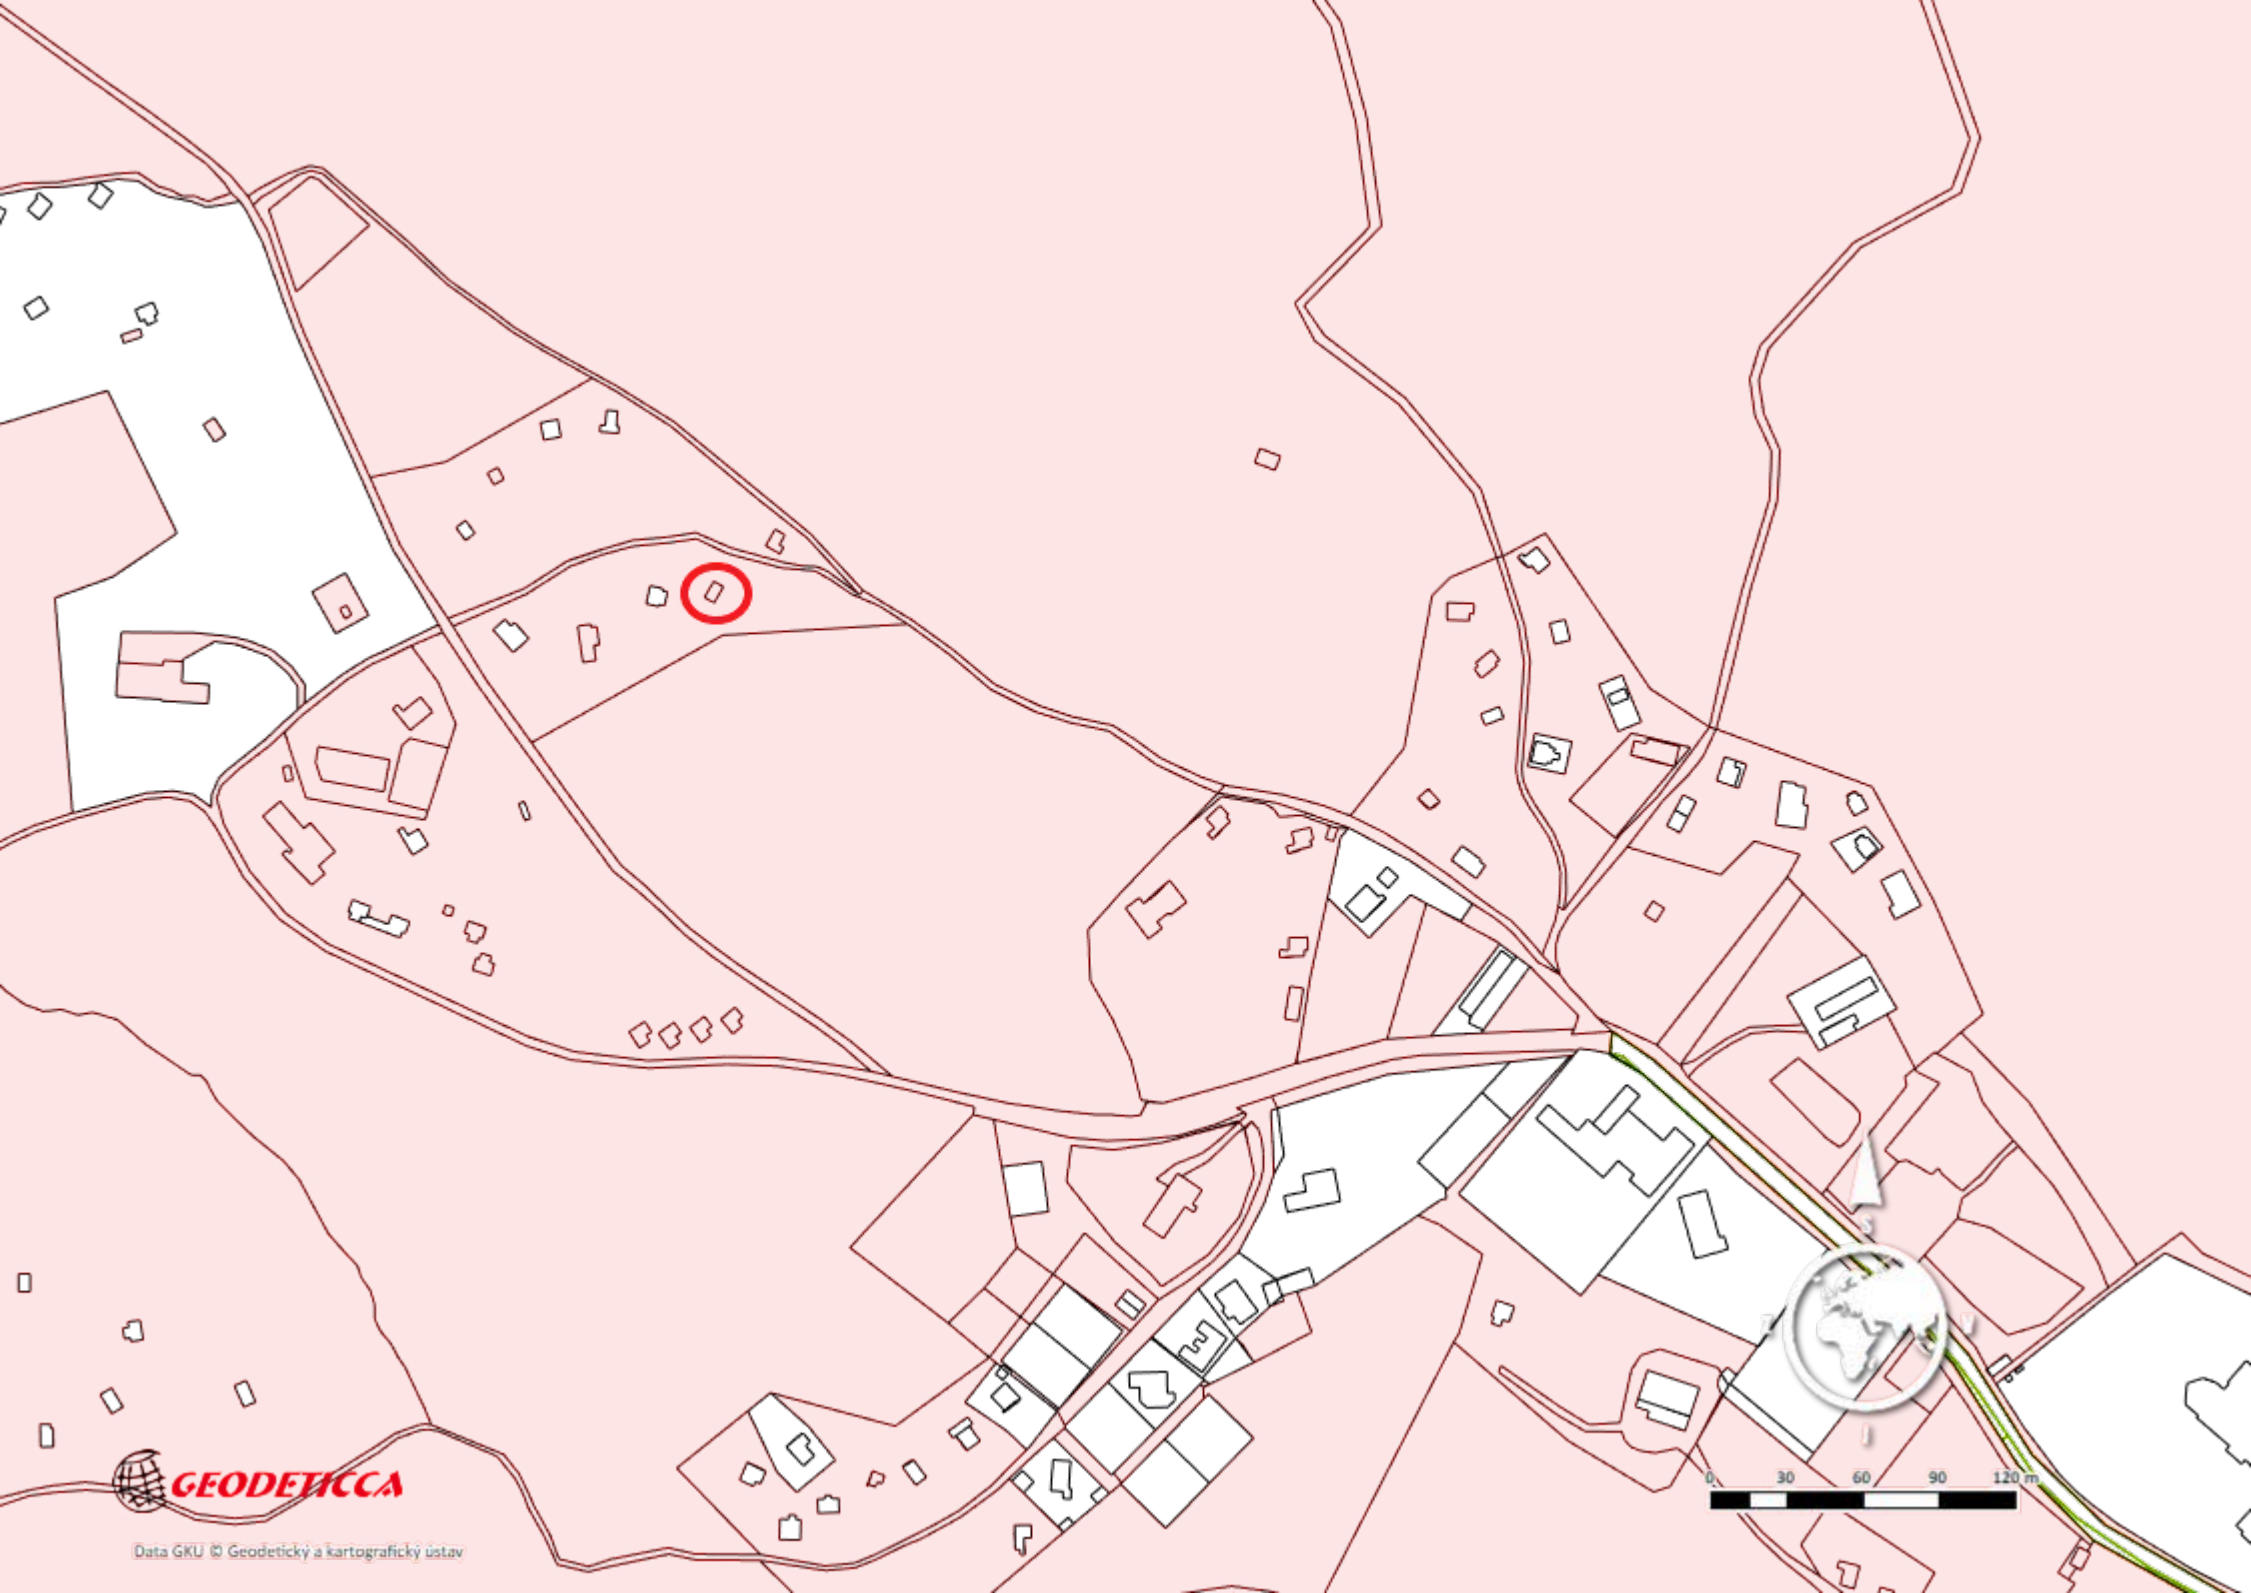 S
Z
V
J
0 30 60 90 120 m
GEODETICCA
Data GKU © Geodetický a kartografický ústav